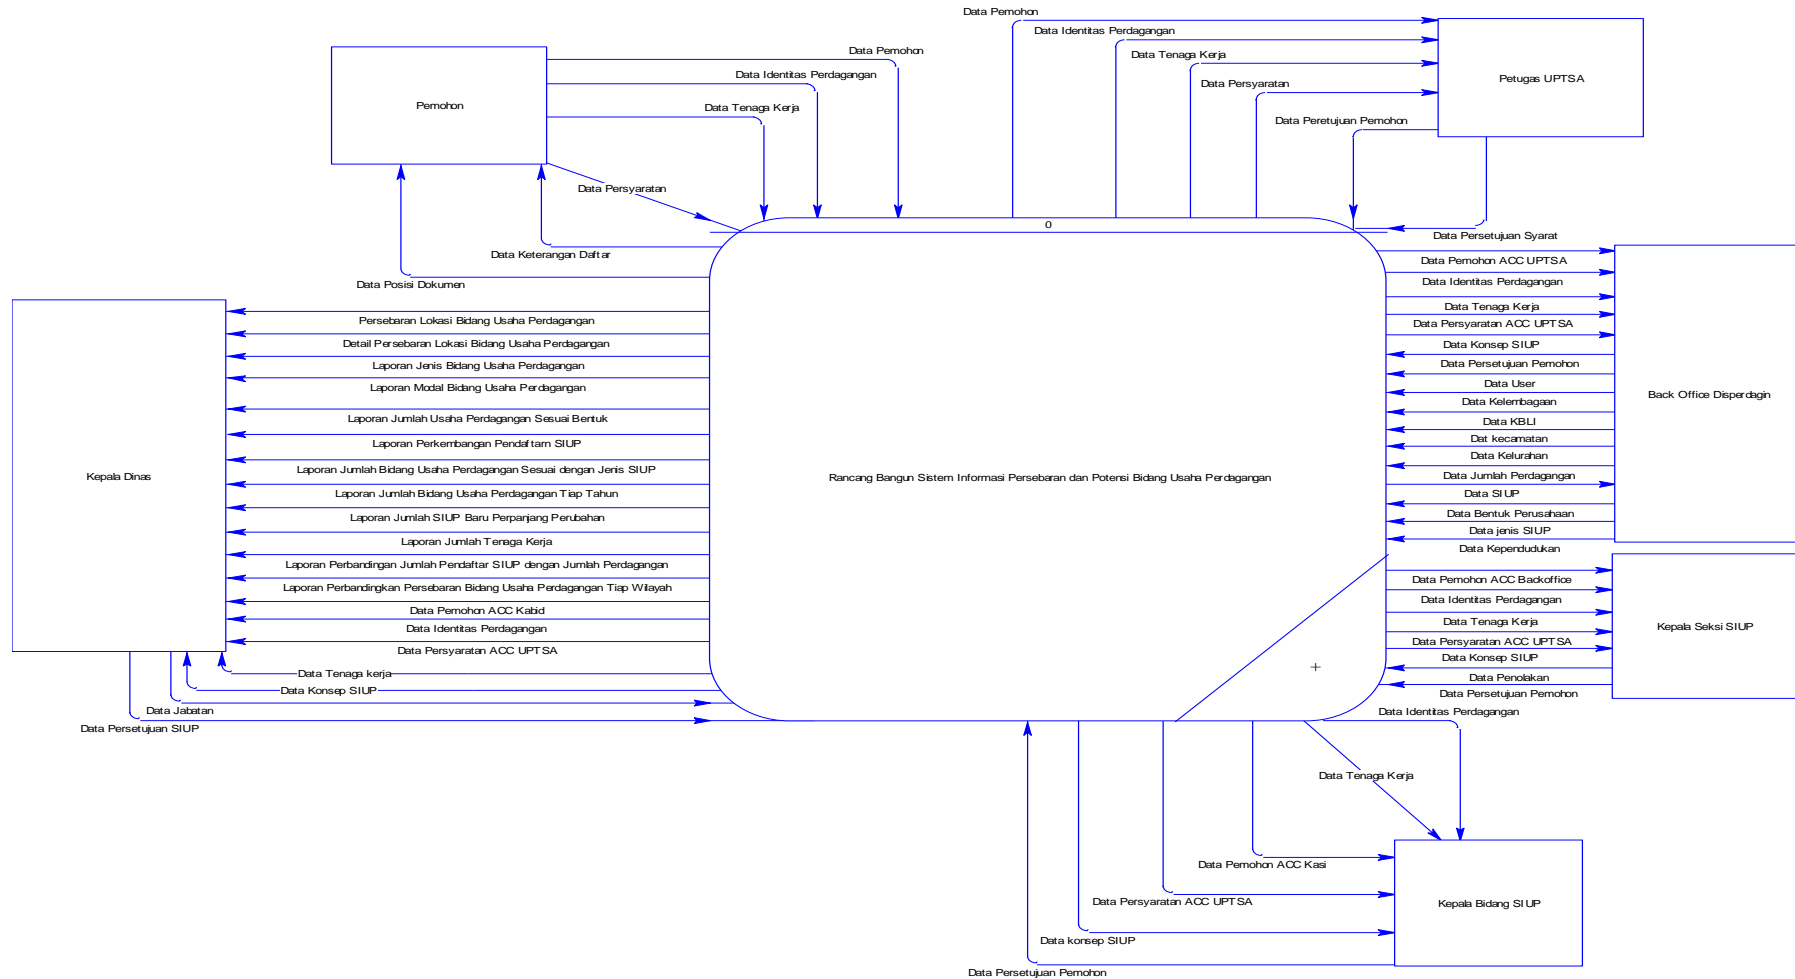 Data Pemohon
Data Identitas Perdagangan
Data Tenaga Kerja
Data Persyaratan
Data Peretujuan Pemohon
Petugas UPTSA
Data Persetujuan Syarat
Pemohon
Data Pemohon
Data Identitas Perdagangan
Data Tenaga Kerja
Data Persyaratan
Data Keterangan Daftar
Data Posisi Dokumen
0
Rancang Bangun Sistem Informasi Persebaran dan Potensi Bidang Usaha Perdagangan
Kepala Dinas
Persebaran Lokasi Bidang Usaha Perdagangan
Detail Persebaran Lokasi Bidang Usaha Perdagangan
Laporan Jenis Bidang Usaha Perdagangan
Laporan Modal Bidang Usaha Perdagangan
Laporan Jumlah Usaha Perdagangan Sesuai Bentuk
Laporan Perkembangan Pendaftarn SIUP
Laporan Jumlah Bidang Usaha Perdagangan Sesuai dengan Jenis SIUP
Laporan Jumlah Bidang Usaha Perdagangan Tiap Tahun
Laporan Jumlah SIUP Baru Perpanjang Perubahan
Laporan Jumlah Tenaga Kerja
Laporan Perbandingan Jumlah Pendaftar SIUP dengan Jumlah Perdagangan
Laporan Perbandingkan Persebaran Bidang Usaha Perdagangan Tiap Wilayah
Data Pemohon ACC Kabid
Data Identitas Perdagangan
Data Persyaratan ACC UPTSA
Data Tenaga kerja
Data Konsep SIUP
Data Jabatan
Data Persetujuan SIUP
Data Pemohon ACC UPTSA
Data Identitas Perdagangan
Data Tenaga Kerja
Data Persyaratan ACC UPTSA
Data Konsep SIUP
Data Persetujuan Pemohon
Data User
Data Kelembagaan
Data KBLI
Dat kecamatan
Data Kelurahan
Data Jumlah Perdagangan
Data SIUP
Data Bentuk Perusahaan
Data jenis SIUP
Data Kependudukan
Back Office Disperdagin
Data Pemohon ACC Backoffice
Data Identitas Perdagangan
Data Tenaga Kerja
Data Persyaratan ACC UPTSA
Data Konsep SIUP
Data Penolakan
Data Persetujuan Pemohon
Kepala Seksi SIUP
Data Identitas Perdagangan
Data Tenaga Kerja
Data Pemohon ACC Kasi
Data Persyaratan ACC UPTSA
Data konsep SIUP
Data Persetujuan Pemohon
Kepala Bidang SIUP